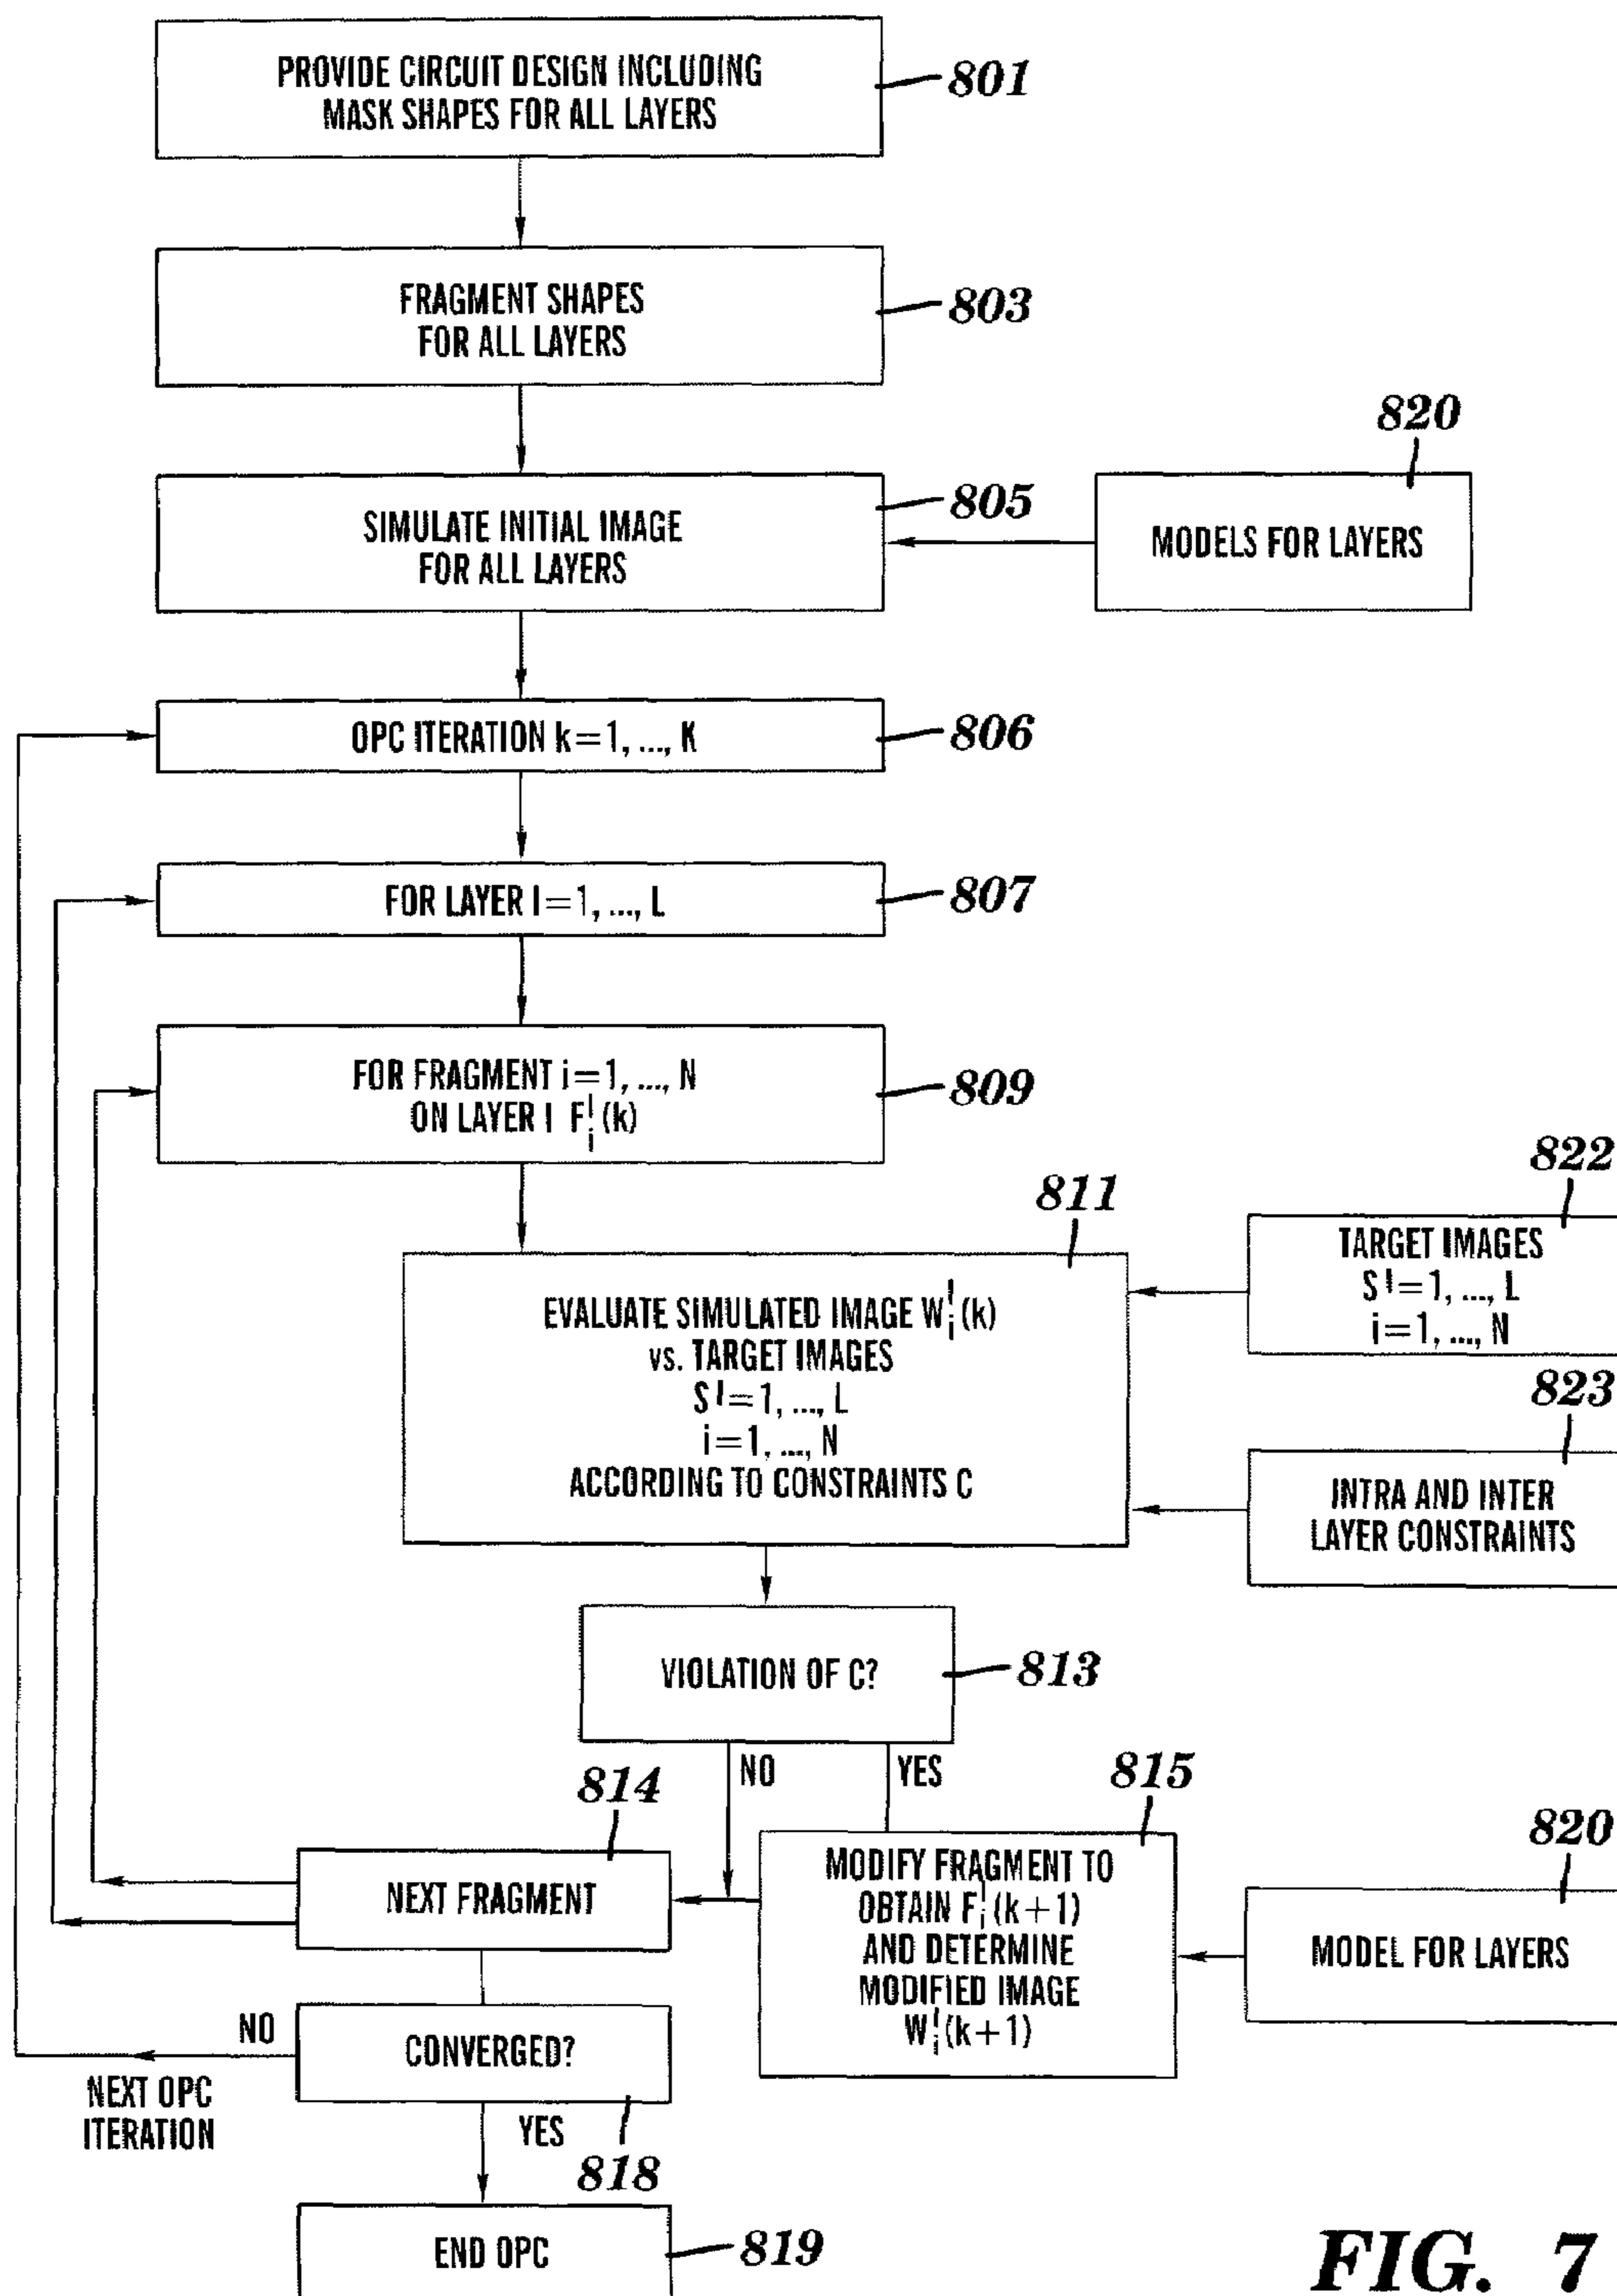 PROVIDE CIRCUIT DESIGN INCLUDING
MASK SHAPES FOR ALL LAYERS
801
FRAGMENT SHAPES
FOR ALL LAYERS
803
SIMULATE INITIAL IMAGE
FOR ALL LAYERS
805
820
MODELS FOR LAYERS
OPC ITERATION k=1, ..., K
806
FOR LAYER l=1, ..., L
807
FOR FRAGMENT i=1, ..., N
ON LAYER l F_i^l(k)
809
811
EVALUATE SIMULATED IMAGE W_i^l(k)
vs. TARGET IMAGES
S^l=1, ..., L
i=1, ..., N
ACCORDING TO CONSTRAINTS C
822
TARGET IMAGES
S^l=1, ..., L
i=1, ..., N
823
INTRA AND INTER
LAYER CONSTRAINTS
VIOLATION OF C?
813
NO
YES
814
NEXT FRAGMENT
815
MODIFY FRAGMENT TO
OBTAIN F_i^l(k+1)
AND DETERMINE
MODIFIED IMAGE
W_i^l(k+1)
820
MODEL FOR LAYERS
NO
CONVERGED?
NEXT OPC
ITERATION
YES
818
END OPC
819
FIG. 7